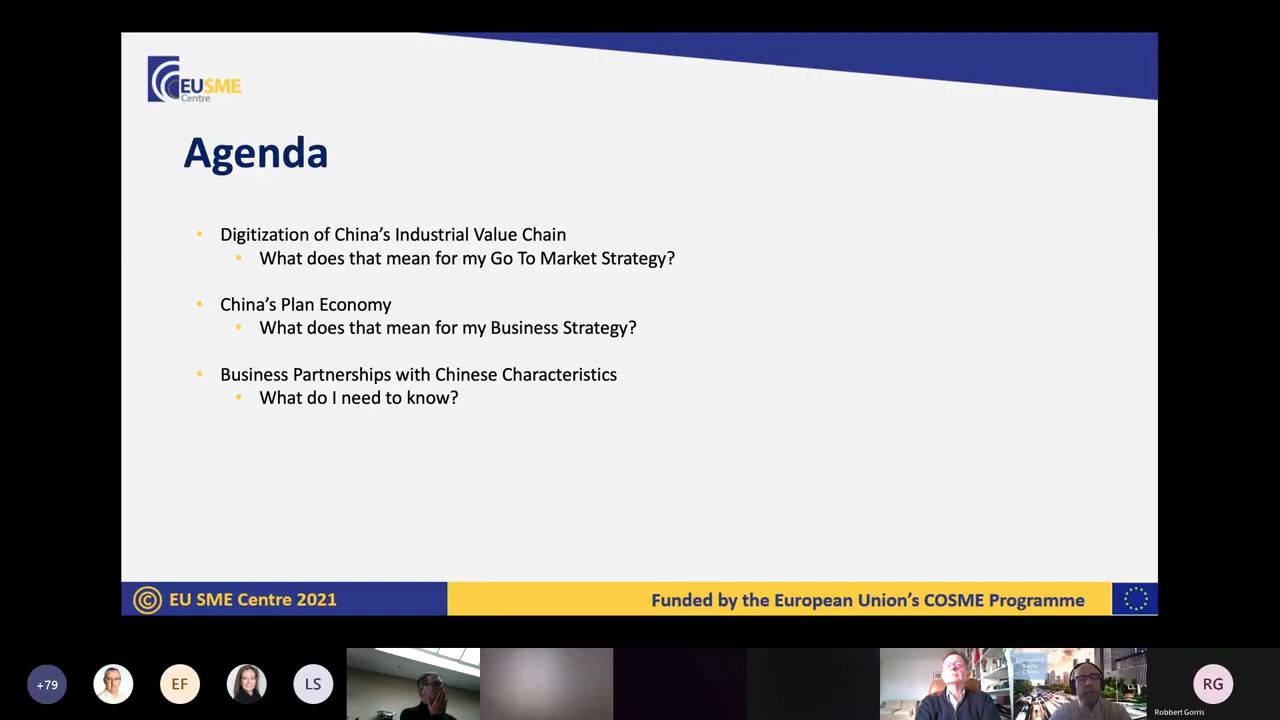 EUSME
Centre
Agenda
• Digitization of China's Industrial Value Chain
• What does that mean for my Go To Market Strategy?
• China's Plan Economy
• What does that mean for my Business Strategy?
• Business Partnerships with Chinese Characteristics
• What do I need to know?
© EU SME Centre 2021
Funded by the European Union's COSME Programme
+79
EF
LS
RG
Robbert Gorris